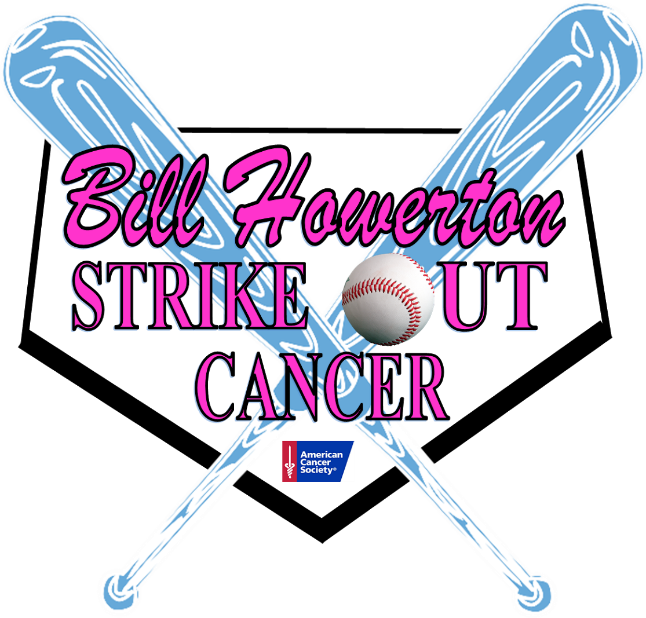 Bill Howerton
STRIKE UT
CANCER
American
Cancer
Society®